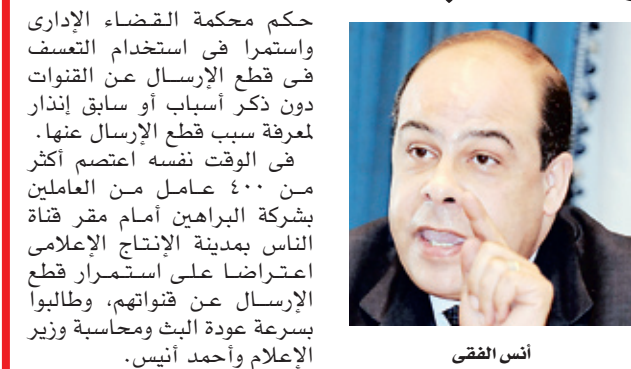 حكم محكمة القضاء الإدارى
واستمرا فى استخدام التعسف
فى قطع الإرسال عن القنوات
دون ذكر أسباب أو سابق إنذار
لمعرفة سبب قطع الإرسال عنها.
فى الوقت نفسه اعتصم أكثر
من ٤٠٠ عامل من العاملين
بشركة البراهين أمام مقر قناة
الناس بمدينة الإنتاج الإعلامى
اعتراضا على استمرار قطع
الإرسال عن قنواتهم، وطالبوا
بسرعة عودة البث ومحاسبة وزير
الإعلام وأحمد أنيس.
أنس الفقى